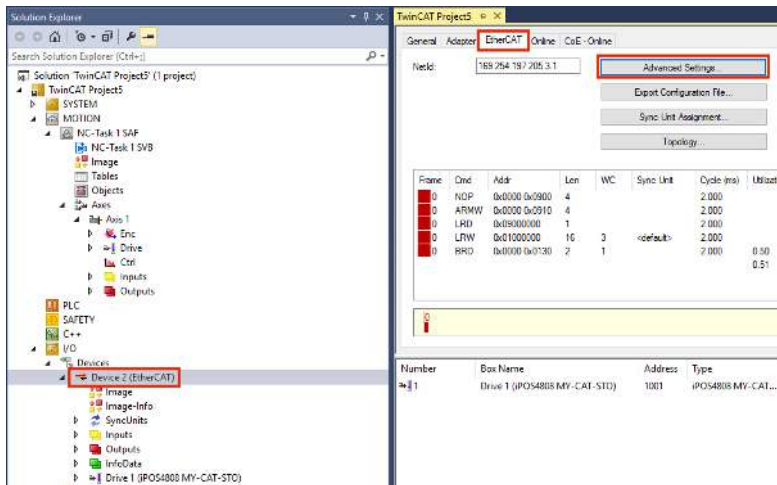 Solution Explorer
Search Solution Explorer (Ctrl+;)
Solution 'TwinCAT Project5' (1 project)
TwinCAT Project5
SYSTEM
MOTION
NC-Task 1 SAF
NC-Task 1 SVB
Image
Tables
Objects
Axes
Axis 1
Enc
Drive
Ctrl
Inputs
Outputs
PLC
SAFETY
C++
I/O
Devices
Device 2 (EtherCAT)
Image
Image-Info
SyncUnits
Inputs
Outputs
InfoData
Drive 1 (iPOS4808 MY-CAT-STO)
TwinCAT Project5
General Adapter EtherCAT Online CoE - Online
NetId: 169.254.197.205.3.1 Advanced Settings...
Export Configuration File...
Sync Unit Assignment...
Topology...
Frame Cmd Addr Len WC Sync Unit Cycle (ms) Utilizat
0 NOP 0x0000 0x0900 4 2.000
0 ARMW 0x0000 0x0910 4 2.000
0 LRD 0x09000000 1 2.000
0 LRW 0x01000000 16 3 <default> 2.000
0 BRD 0x0000 0x0130 2 1 2.000 0.50
0.51
0
Number Box Name Address Type
1 Drive 1 (iPOS4808 MY-CAT-STO) 1001 iPOS4808 MY-CAT...